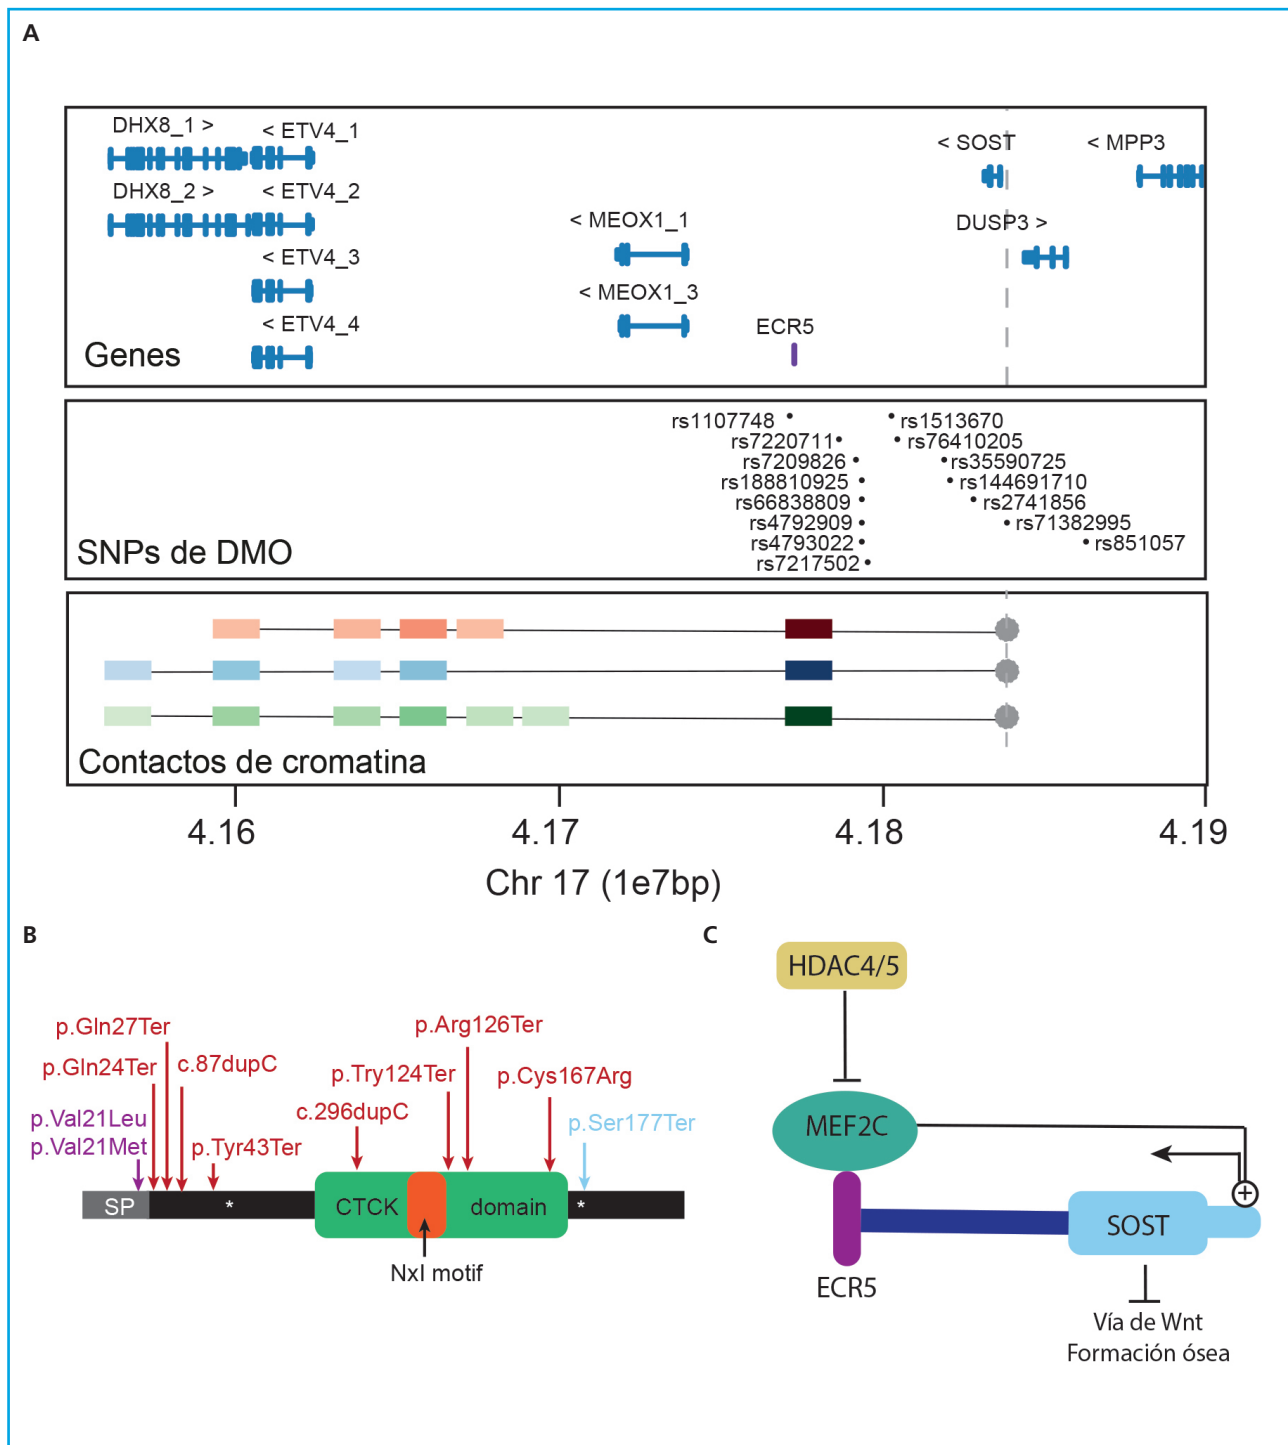 A
DHX8_1 >
< ETV4_1
< SOST
< MPP3
DHX8_2 >
< ETV4_2
< MEOX1_1
DUSP3 >
< ETV4_3
< MEOX1_3
< ETV4_4
ECR5
Genes
rs1107748
rs1513670
rs7220711
rs76410205
rs7209826
rs35590725
rs188810925
rs144691710
rs66838809
rs2741856
rs4792909
rs71382995
rs4793022
rs851057
rs7217502
SNPs de DMO
Contactos de cromatina
4.16
4.17
4.18
4.19
Chr 17 (1e7bp)
B
p.Gln27Ter
p.Arg126Ter
p.Gln24Ter
c.87dupC
p.Try124Ter
p.Cys167Arg
p.Val21Leu
c.296dupC
p.Ser177Ter
p.Val21Met
p.Tyr43Ter
SP
*
CTCK
domain
*
NxI motif
C
HDAC4/5
MEF2C
+
SOST
ECR5
Vía de Wnt
Formación ósea